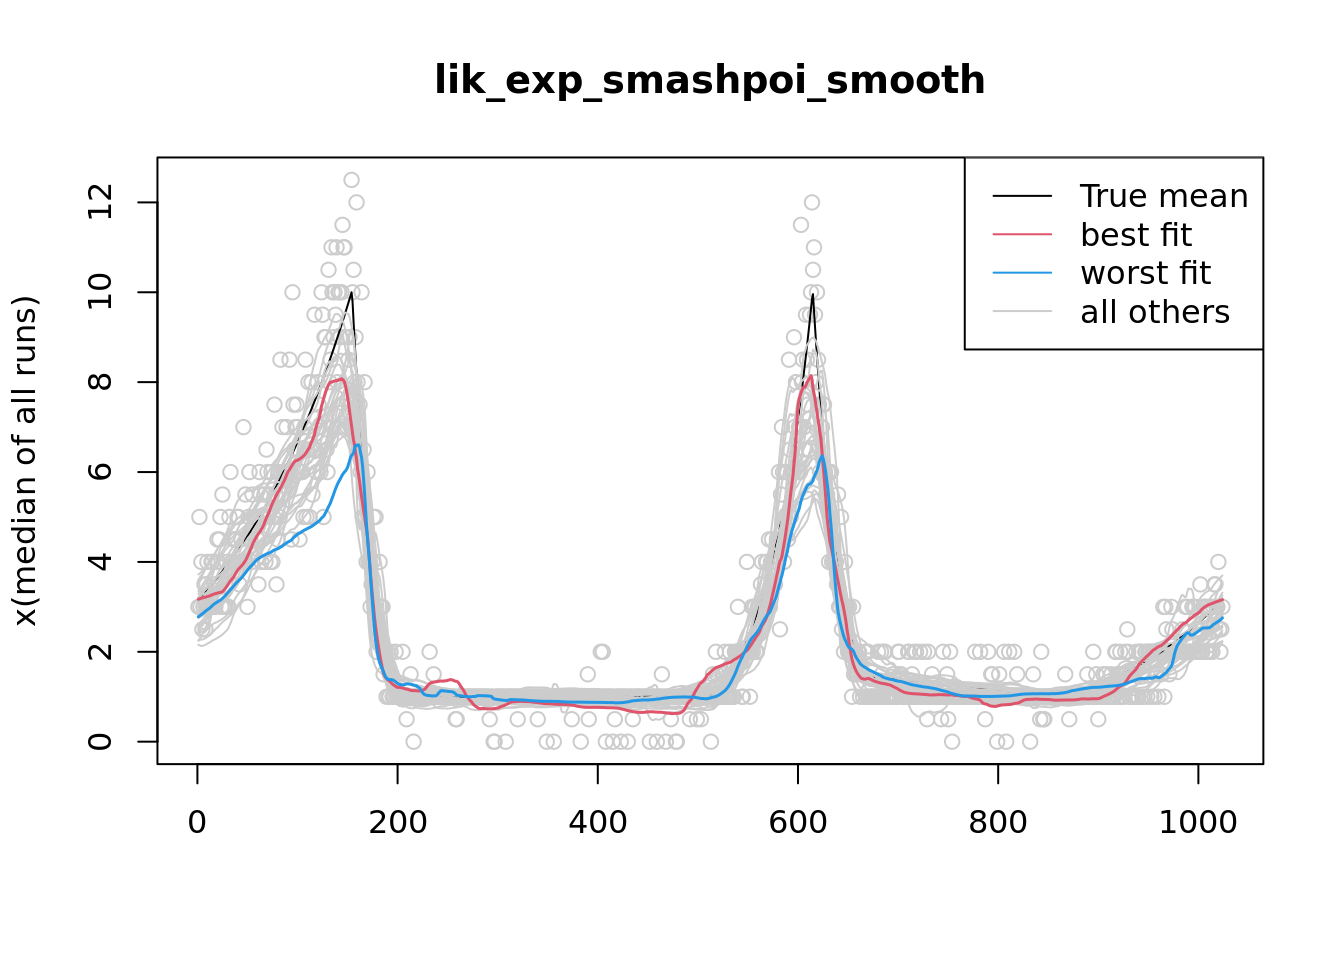 lik_exp_smashpoi_smooth
x(median of all runs)
12
10
8
6
4
2
0
True mean
best fit
worst fit
all others
0 200 400 600 800 1000